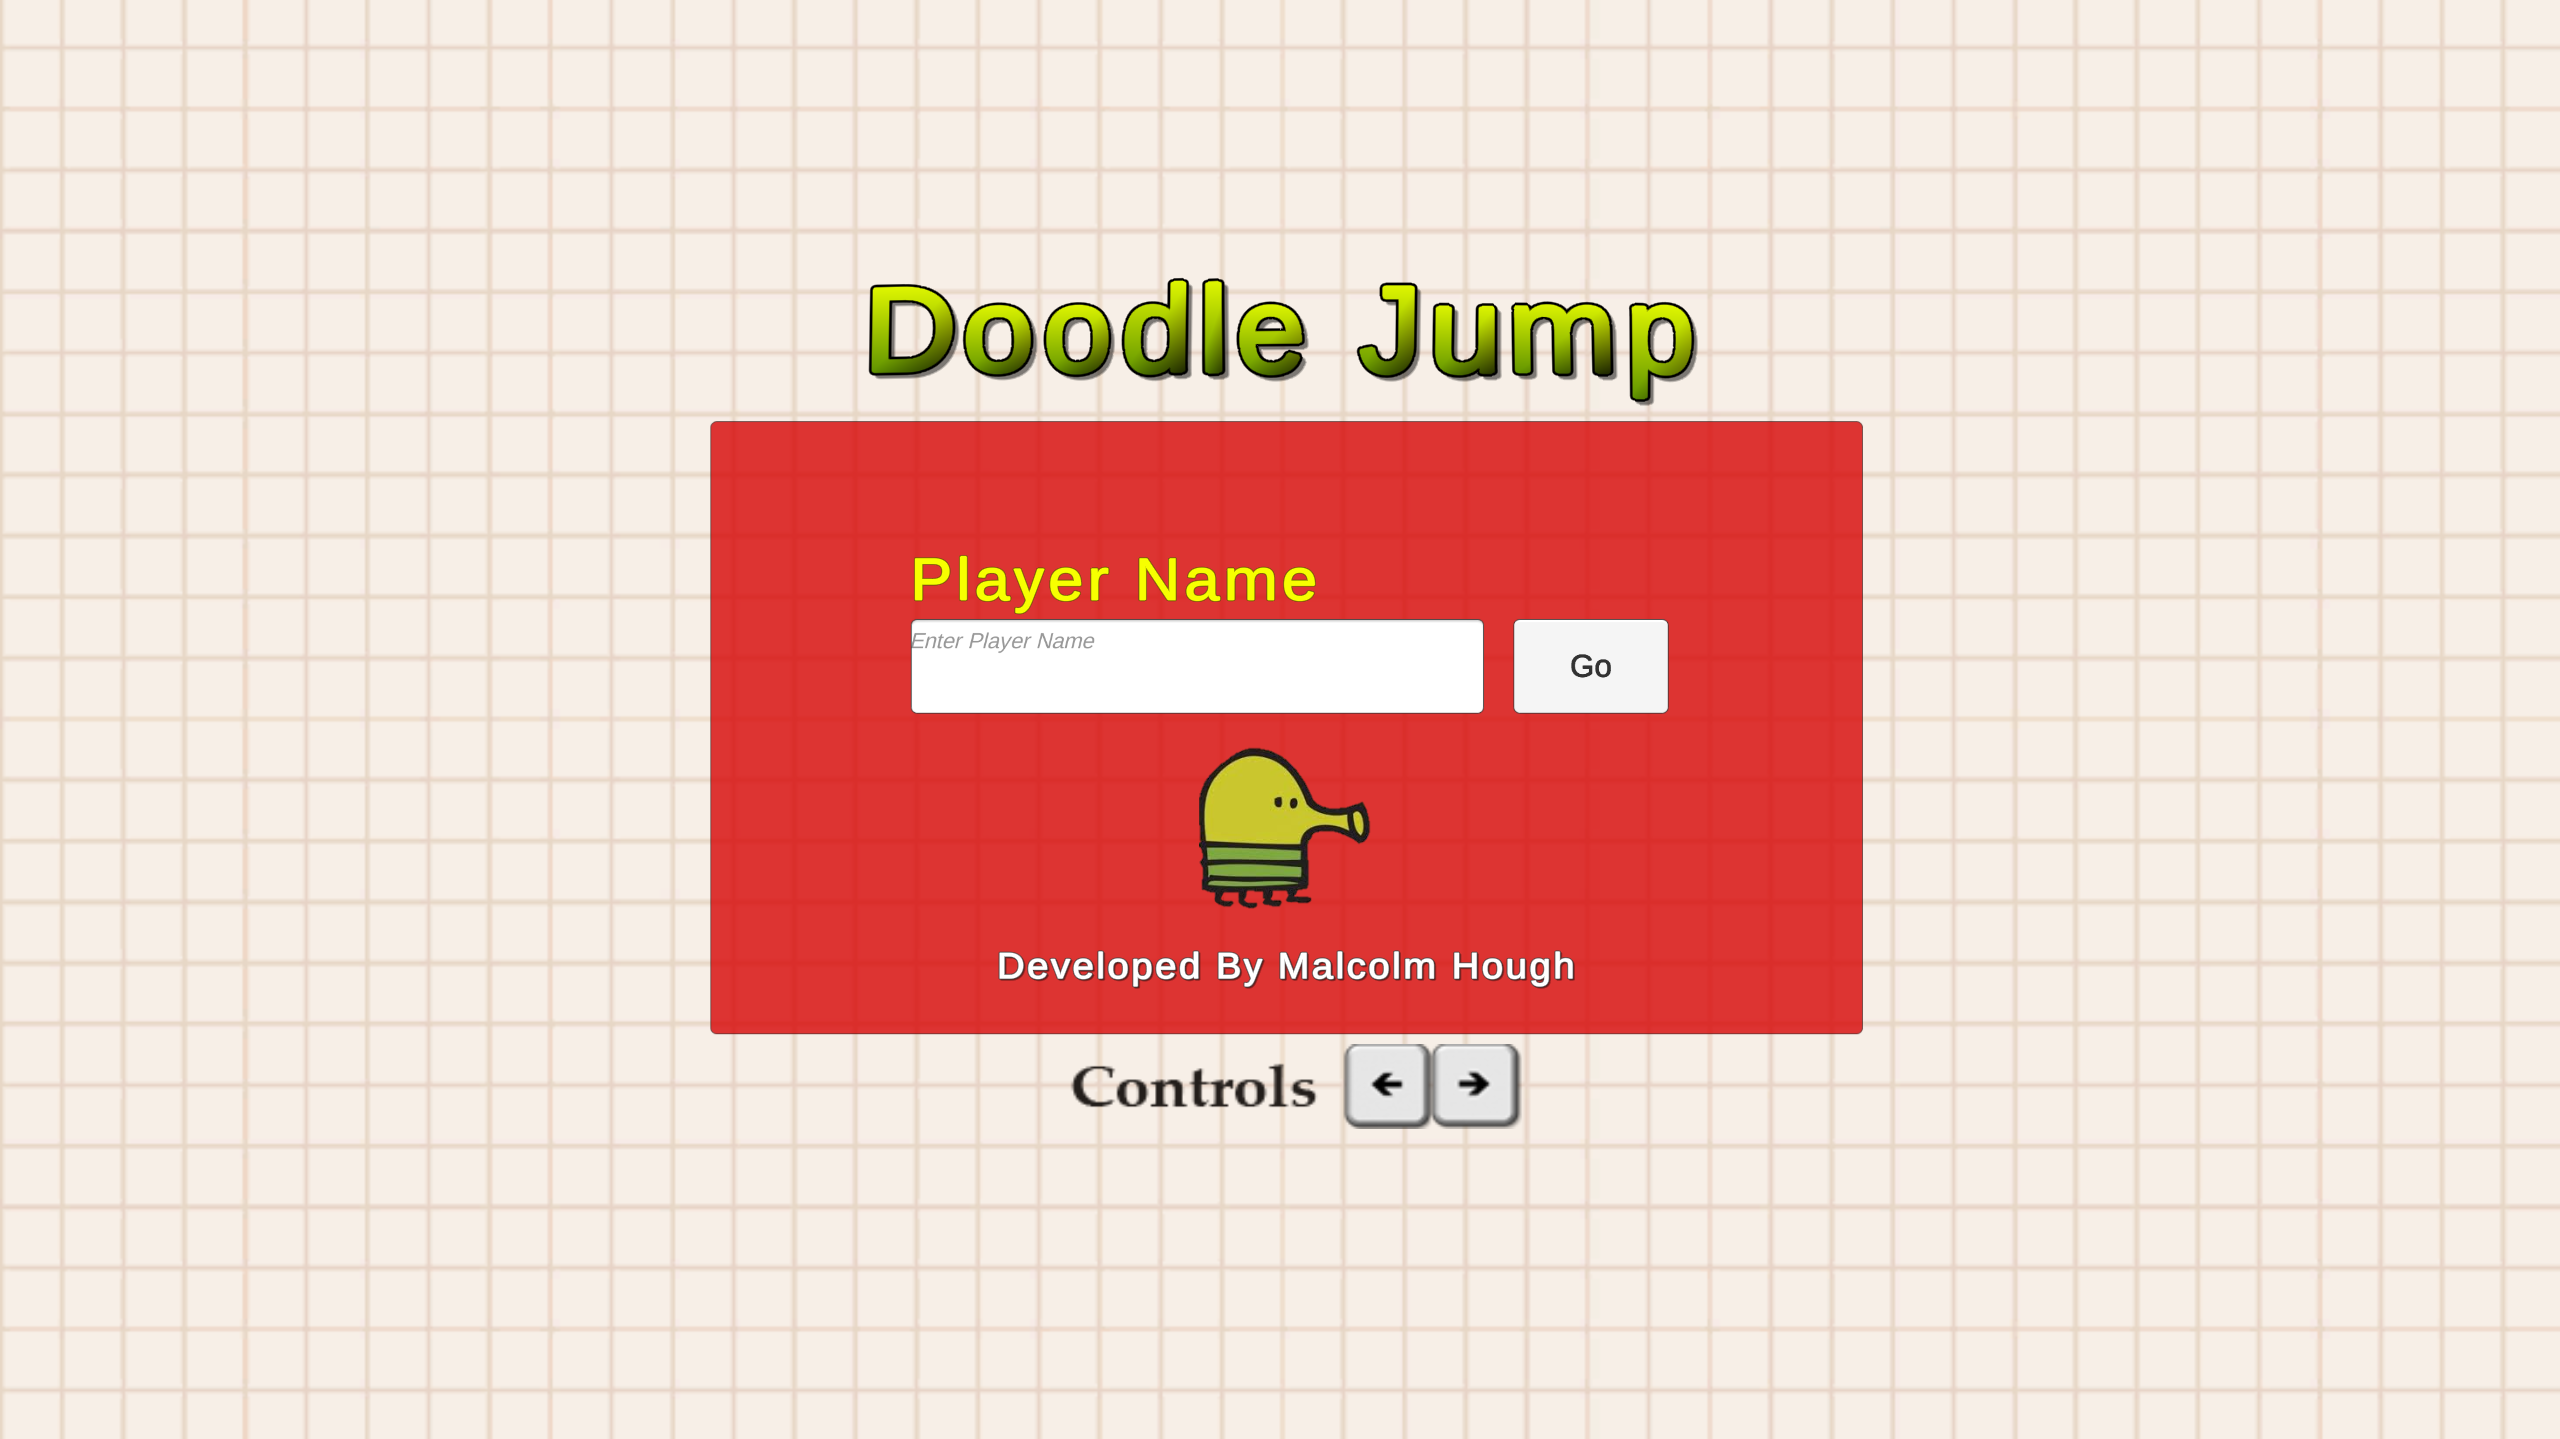 Doodle Jump
Player Name
Enter Player Name
Go
Developed By Malcolm Hough
Controls